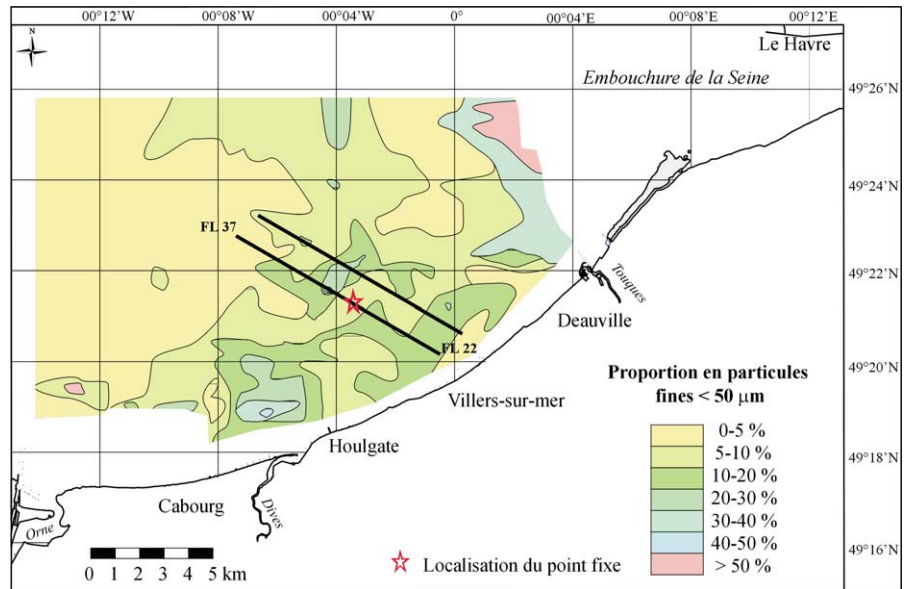 00°12'W 00°08'W 00°04'W 0° 00°04'E 00°08'E 00°12'E
N
Le Havre
Embouchure de la Seine
49°26'N
49°24'N
FL 37
49°22'N
Touques
Deauville
FL 22
49°20'N
Villers-sur-mer
Proportion en particules
fines < 50 µm
0-5 %
5-10 %
10-20 %
20-30 %
30-40 %
40-50 %
> 50 %
Houlgate
49°18'N
Cabourg
Dives
Orne
49°16'N
0 1 2 3 4 5 km
Localisation du point fixe